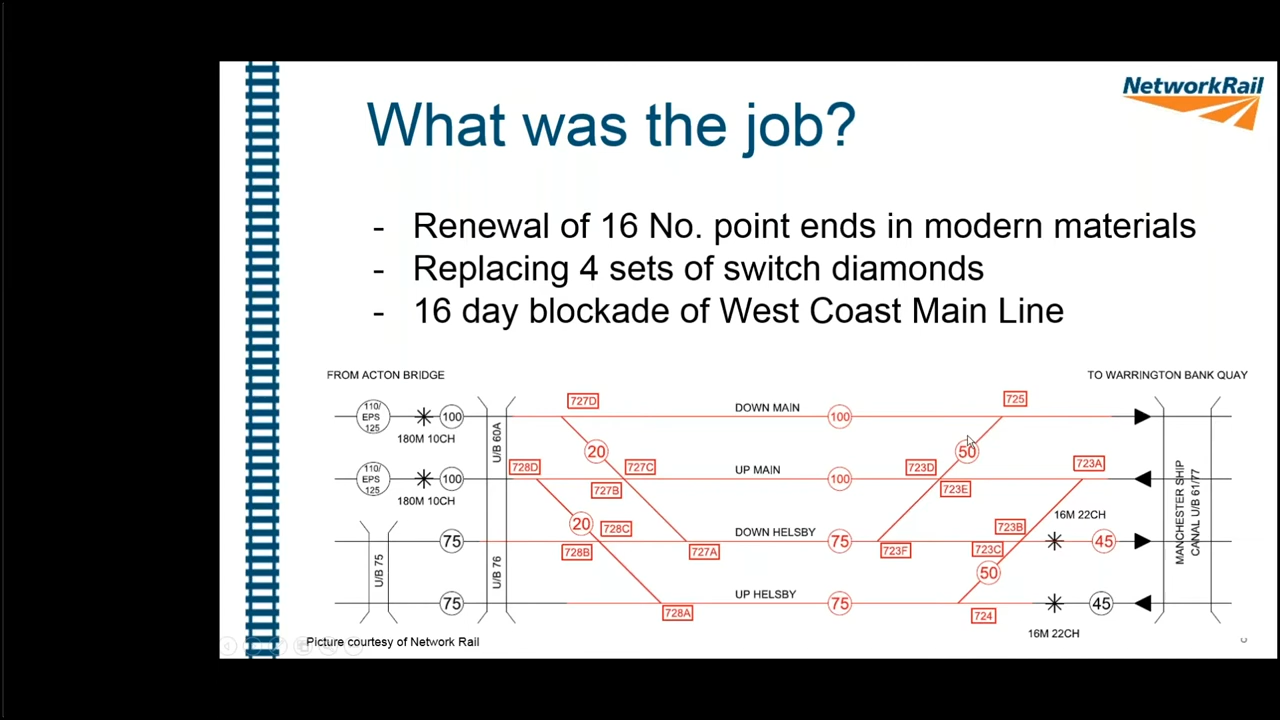 NetworkRail
What was the job?
- Renewal of 16 No. point ends in modern materials
- Replacing 4 sets of switch diamonds
- 16 day blockade of West Coast Main Line
FROM ACTON BRIDGE
TO WARRINGTON BANK QUAY
727D
725
110/
EPS
125
100
DOWN MAIN
100
180M 10CH
U/B 60A
20
50
728D
727C
723D
723A
110/
EPS
125
100
UP MAIN
100
727B
723E
180M 10CH
16M 22CH
MANCHESTER SHIP
CANAL U/B 61/77
20
728C
723B
75
DOWN HELSBY
75
45
728B
727A
723F
723C
U/B 75
U/B 76
50
75
UP HELSBY
75
45
728A
724
16M 22CH
Picture courtesy of Network Rail